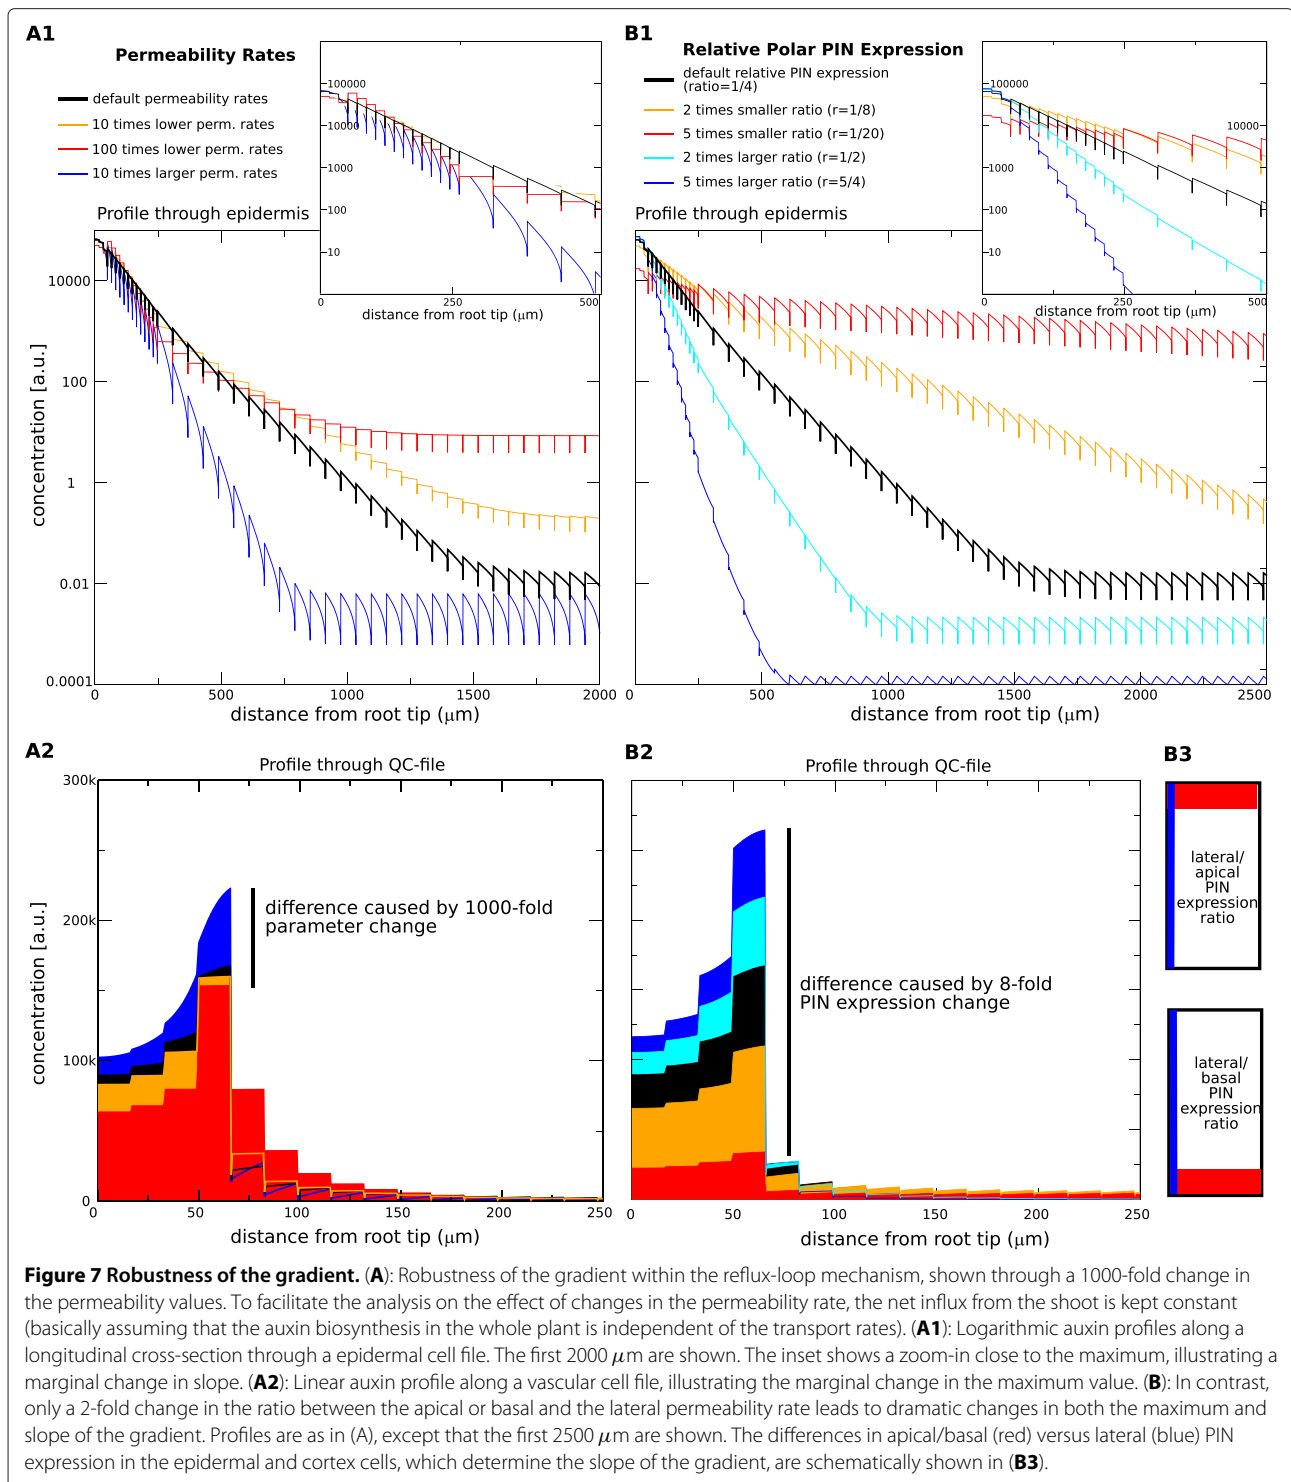 A1
Permeability Rates
default permeability rates
10 times lower perm. rates
100 times lower perm. rates
10 times larger perm. rates
Profile through epidermis
100000
10000
1000
100
10
0
250
500
distance from root tip (μm)
10000
100
1
0.01
0.0001
concentration [a.u.]
0
500
1000
1500
2000
distance from root tip (μm)
B1
Relative Polar PIN Expression
default relative PIN expression
(ratio=1/4)
2 times smaller ratio (r=1/8)
5 times smaller ratio (r=1/20)
2 times larger ratio (r=1/2)
5 times larger ratio (r=5/4)
Profile through epidermis
100000
10000
1000
100
10
0
250
500
distance from root tip (μm)
0
500
1000
1500
2000
2500
distance from root tip (μm)
A2
Profile through QC-file
300k
200k
100k
0
concentration [a.u.]
difference caused by 1000-fold
parameter change
0
50
100
150
200
250
distance from root tip (μm)
B2
Profile through QC-file
difference caused by 8-fold
PIN expression change
0
50
100
150
200
250
distance from root tip (μm)
B3
lateral/
apical
PIN
expression
ratio
lateral/
basal
PIN
expression
ratio
Figure 7 Robustness of the gradient. (A): Robustness of the gradient within the reflux-loop mechanism, shown through a 1000-fold change in
the permeability values. To facilitate the analysis on the effect of changes in the permeability rate, the net influx from the shoot is kept constant
(basically assuming that the auxin biosynthesis in the whole plant is independent of the transport rates). (A1): Logarithmic auxin profiles along a
longitudinal cross-section through a epidermal cell file. The first 2000 μm are shown. The inset shows a zoom-in close to the maximum, illustrating a
marginal change in slope. (A2): Linear auxin profile along a vascular cell file, illustrating the marginal change in the maximum value. (B): In contrast,
only a 2-fold change in the ratio between the apical or basal and the lateral permeability rate leads to dramatic changes in both the maximum and
slope of the gradient. Profiles are as in (A), except that the first 2500 μm are shown. The differences in apical/basal (red) versus lateral (blue) PIN
expression in the epidermal and cortex cells, which determine the slope of the gradient, are schematically shown in (B3).